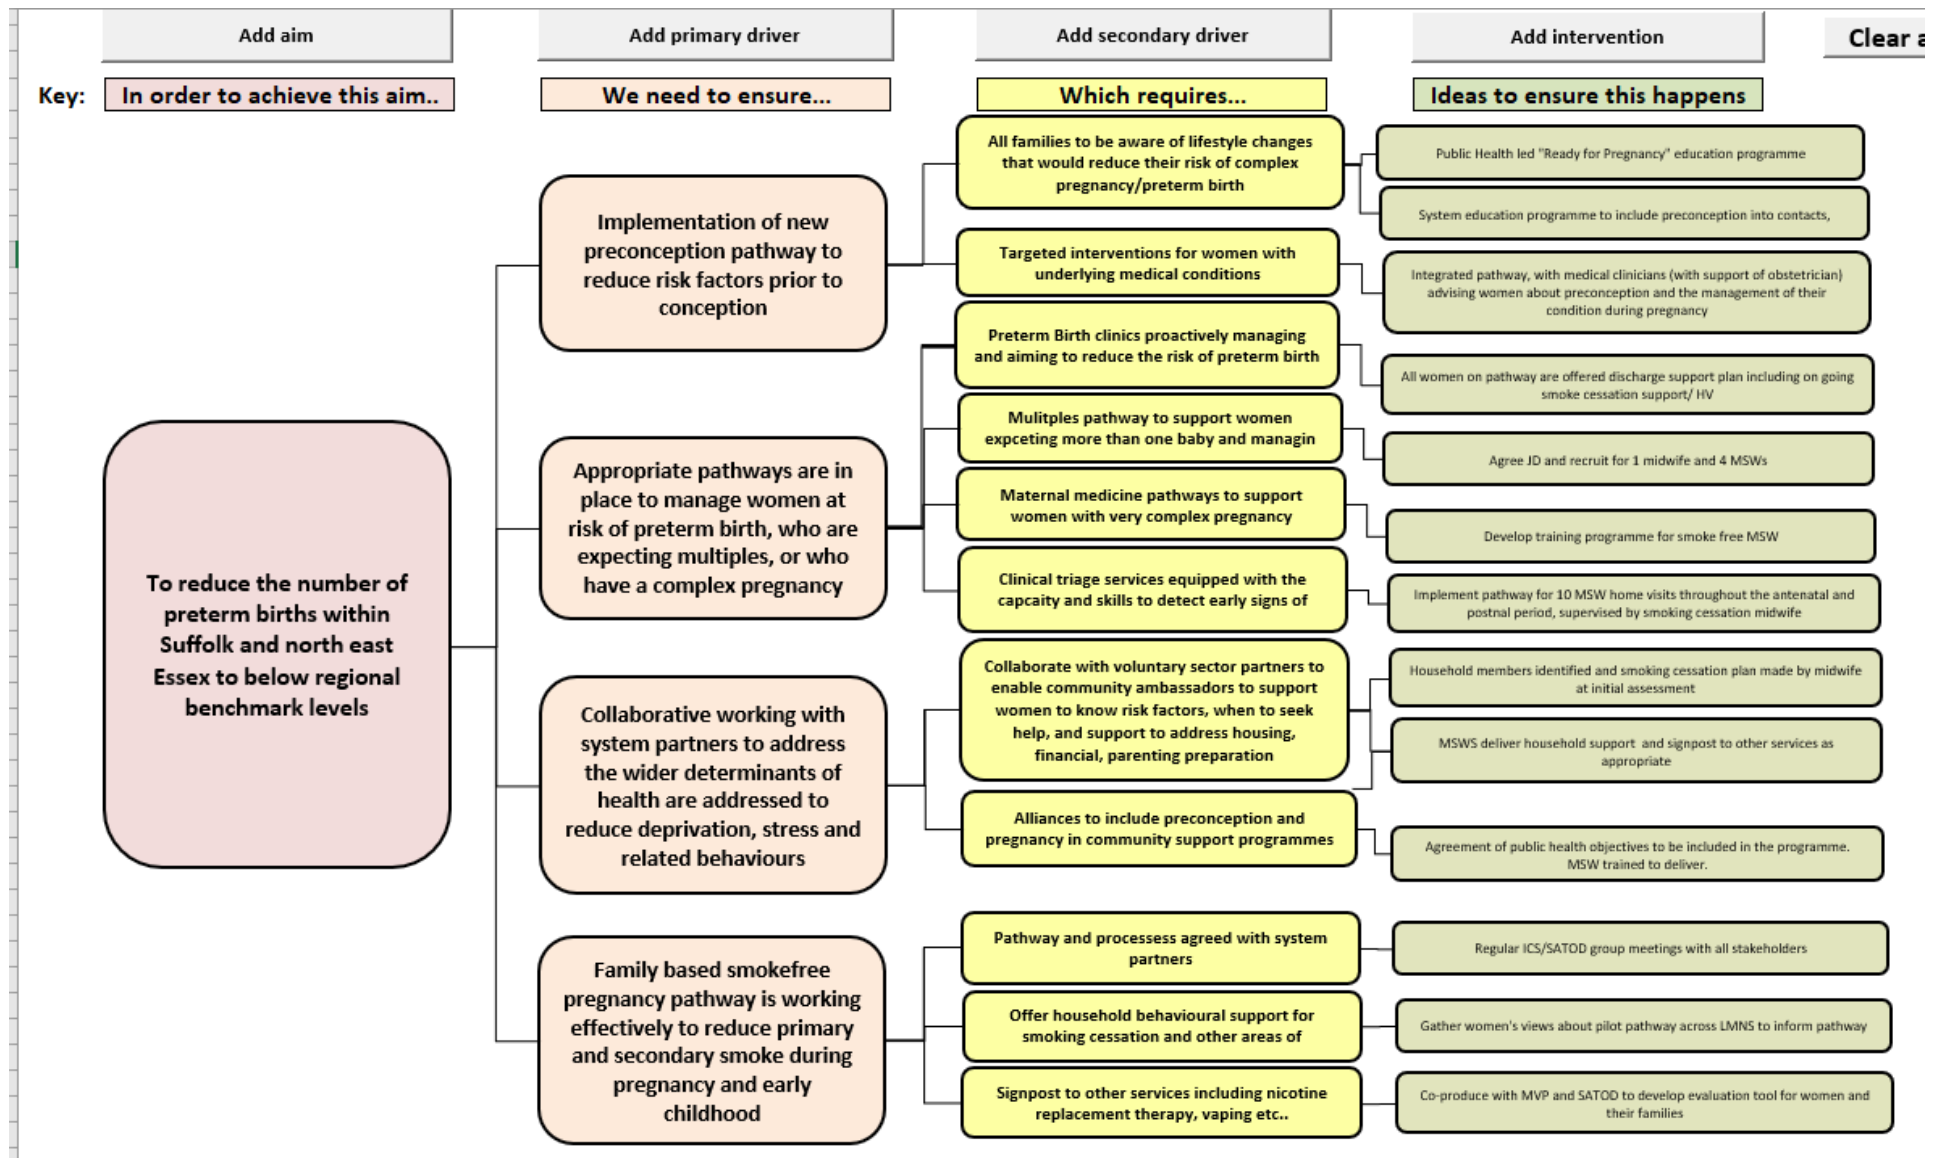 Add aim
Add primary driver
Add secondary driver
Add intervention
Clear a
Key:
In order to achieve this aim..
We need to ensure...
Which requires...
Ideas to ensure this happens
To reduce the number of
preterm births within
Suffolk and north east
Essex to below regional
benchmark levels
Implementation of new
preconception pathway to
reduce risk factors prior to
conception
Appropriate pathways are in
place to manage women at
risk of preterm birth, who are
expecting multiples, or who
have a complex pregnancy
Collaborative working with
system partners to address
the wider determinants of
health are addressed to
reduce deprivation, stress and
related behaviours
Family based smokefree
pregnancy pathway is working
effectively to reduce primary
and secondary smoke during
pregnancy and early
childhood
All families to be aware of lifestyle changes
that would reduce their risk of complex
pregnancy/preterm birth
Targeted interventions for women with
underlying medical conditions
Preterm Birth clinics proactively managing
and aiming to reduce the risk of preterm birth
Mulitples pathway to support women
expceting more than one baby and managin
Maternal medicine pathways to support
women with very complex pregnancy
Clinical triage services equipped with the
capcaity and skills to detect early signs of
Collaborate with voluntary sector partners to
enable community ambassadors to support
women to know risk factors, when to seek
help, and support to address housing,
financial, parenting preparation
Alliances to include preconception and
pregnancy in community support programmes
Pathway and processess agreed with system
partners
Offer household behavioural support for
smoking cessation and other areas of
Signpost to other services including nicotine
replacement therapy, vaping etc..
Public Health led "Ready for Pregnancy" education programme
System education programme to include preconception into contacts,
Integrated pathway, with medical clinicians (with support of obstetrician)
advising women about preconception and the management of their
condition during pregnancy
All women on pathway are offered discharge support plan including on going
smoke cessation support/ HV
Agree JD and recruit for 1 midwife and 4 MSWs
Develop training programme for smoke free MSW
Implement pathway for 10 MSW home visits throughout the antenatal and
postnal period, supervised by smoking cessation midwife
Household members identified and smoking cessation plan made by midwife
at initial assessment
MSWS deliver household support and signpost to other services as
appropriate
Agreement of public health objectives to be included in the programme.
MSW trained to deliver.
Regular ICS/SATOD group meetings with all stakeholders
Gather women's views about pilot pathway across LMNS to inform pathway
Co-produce with MVP and SATOD to develop evaluation tool for women and
their families